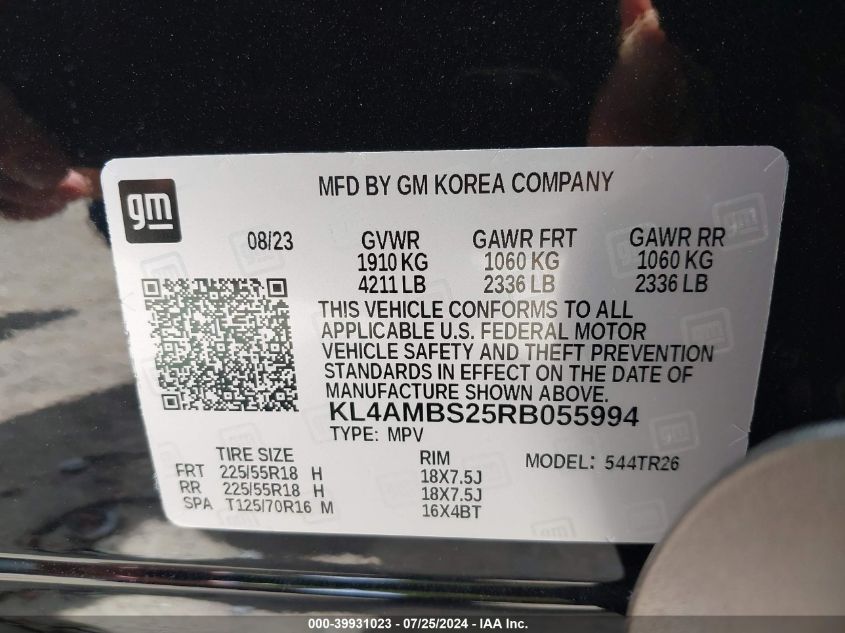 gm
MFD BY GM KOREA COMPANY
08/23 GVWR GAWR FRT GAWR RR
1910 KG 1060 KG 1060 KG
4211 LB 2336 LB 2336 LB
THIS VEHICLE CONFORMS TO ALL
APPLICABLE U.S. FEDERAL MOTOR
VEHICLE SAFETY AND THEFT PREVENTION
STANDARDS IN EFFECT ON THE DATE OF
MANUFACTURE SHOWN ABOVE.
KL4AMBS25RB055994
TYPE: MPV
TIRE SIZE RIM MODEL: 544TR26
FRT 225/55R18 H 18X7.5J
RR 225/55R18 H 18X7.5J
SPA T125/70R16 M 16X4BT
000-39931023 - 07/25/2024 - IAA Inc.